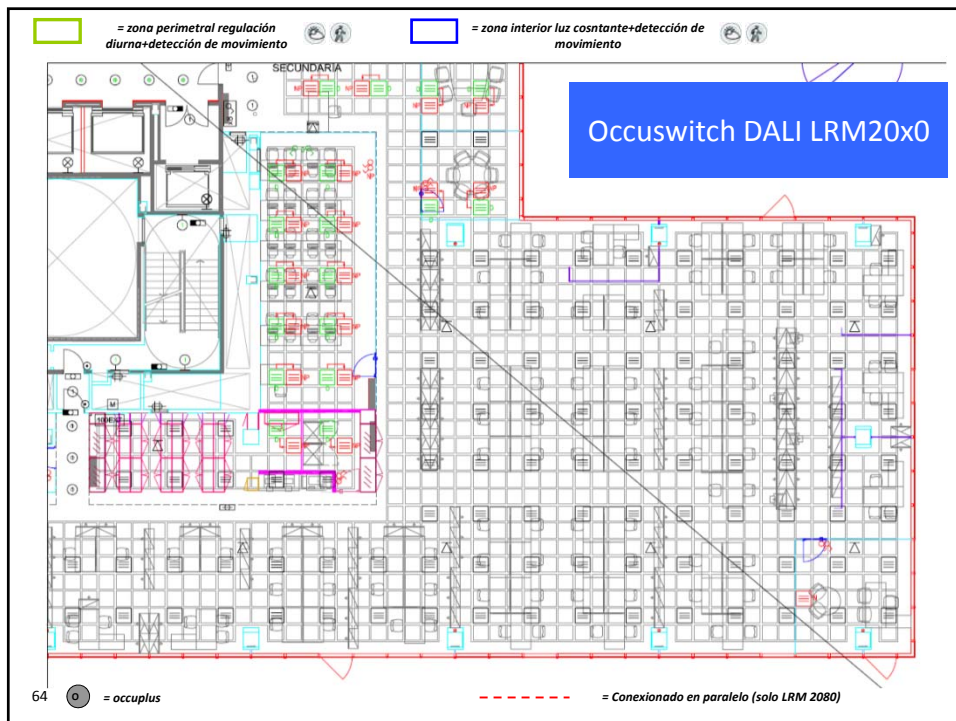 = zona perimetral regulación
diurna+detección de movimiento
= zona interior luz cosntante+detección de
movimiento
SECUNDARIA
Occuswitch DALI LRM20x0
M
64
O
= occuplus
= Conexionado en paralelo (solo LRM 2080)